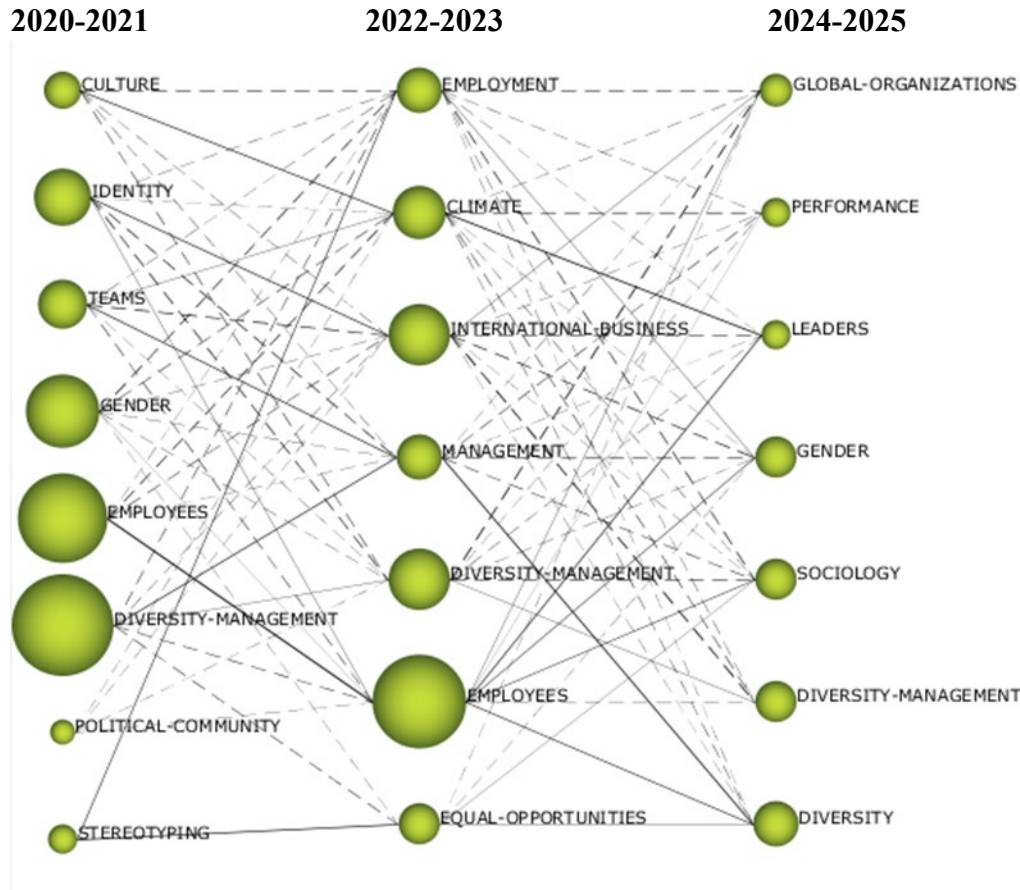 2020-2021
2022-2023
2024-2025
CULTURE
IDENTITY
TEAMS
GENDER
EMPLOYEES
DIVERSITY-MANAGEMENT
POLITICAL-COMMUNITY
STEREOTYPING
EMPLOYMENT
CLIMATE
INTERNATIONAL-BUSINESS
MANAGEMENT
DIVERSITY-MANAGEMENT
EMPLOYEES
EQUAL-OPPORTUNITIES
GLOBAL-ORGANIZATIONS
PERFORMANCE
LEADERS
GENDER
SOCIOLOGY
DIVERSITY-MANAGEMENT
DIVERSITY